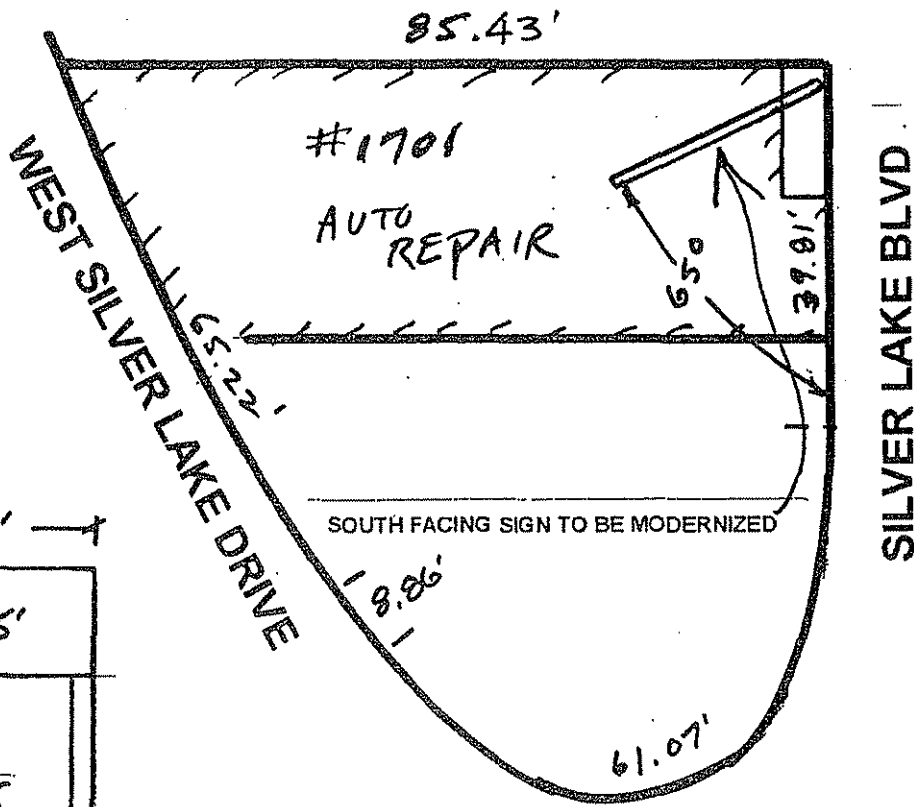 85.43'
#1701
AUTO
REPAIR
WEST SILVER LAKE DRIVE
SILVER LAKE BLVD.
65°
39.81'
65.22'
SOUTH FACING SIGN TO BE MODERNIZED
8.86'
61.07'